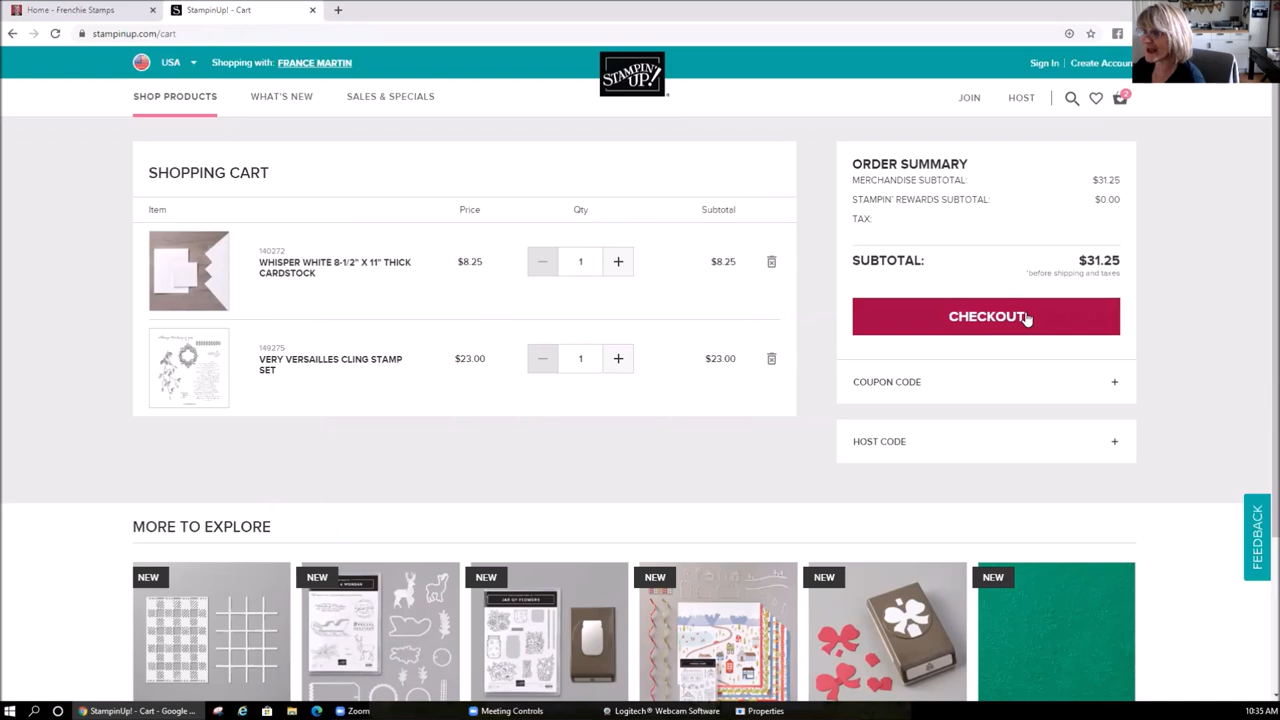 Home - Frenchie Stamps
StampinUp! - Cart
stampinup.com/cart
USA
Shopping with: FRANCE MARTIN
STAMPIN' UP!
Sign In | Create Accoun
SHOP PRODUCTS
WHAT'S NEW
SALES & SPECIALS
JOIN
HOST
2
SHOPPING CART
Item Price Qty Subtotal
140272
WHISPER WHITE 8-1/2" X 11" THICK
CARDSTOCK
$8.25 1 $8.25
149275
VERY VERSAILLES CLING STAMP
SET
$23.00 1 $23.00
ORDER SUMMARY
MERCHANDISE SUBTOTAL: $31.25
STAMPIN' REWARDS SUBTOTAL: $0.00
TAX:
SUBTOTAL: $31.25
*before shipping and taxes
CHECKOUT
COUPON CODE +
HOST CODE +
FEEDBACK
MORE TO EXPLORE
NEW
NEW
NEW
JAR OF FLOWERS
NEW
NEW
NEW
StampinUp! - Cart - Google ...
Zoom
Meeting Controls
Logitech® Webcam Software
Properties
10:35 AM